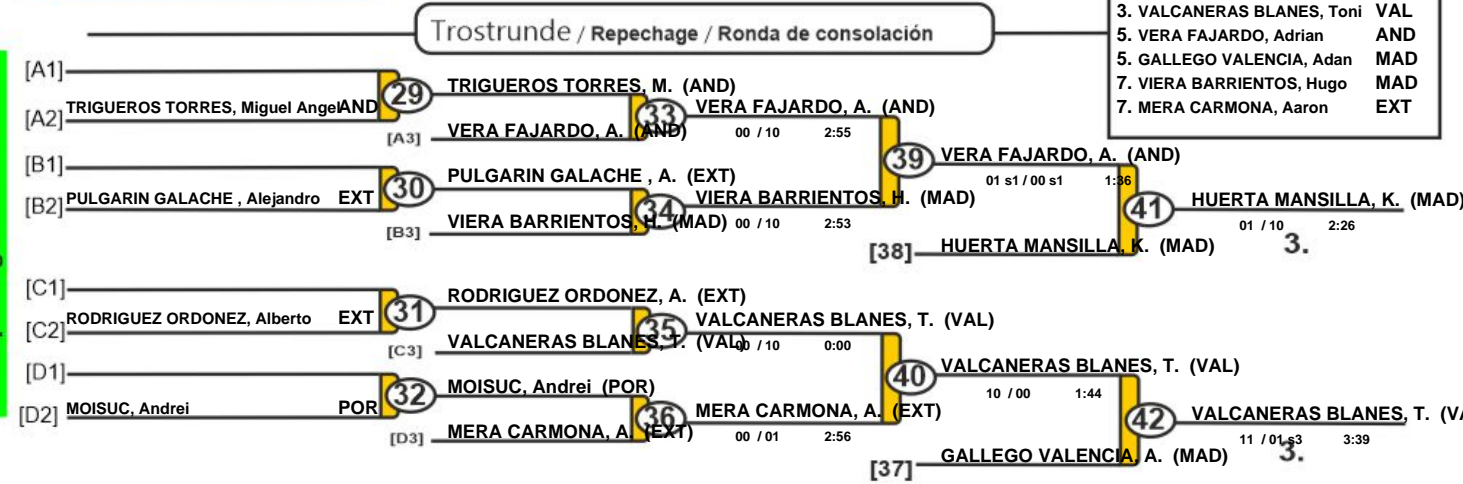 3. VALCANERAS BLANES, Toni VAL
5. VERA FAJARDO, Adrian AND
5. GALLEGO VALENCIA, Adan MAD
7. VIERA BARRIENTOS, Hugo MAD
7. MERA CARMONA, Aaron EXT
Trostrunde / Repechage / Ronda de consolación
[A1]
[A2] TRIGUEROS TORRES, Miguel Angel AND
29
TRIGUEROS TORRES, M. (AND)
[A3] VERA FAJARDO, A. (AND)
33
VERA FAJARDO, A. (AND)
00 / 10 2:55
[B1]
[B2] PULGARIN GALACHE , Alejandro EXT
30
PULGARIN GALACHE , A. (EXT)
[B3] VIERA BARRIENTOS, H. (MAD)
34
VIERA BARRIENTOS, H. (MAD)
00 / 10 2:53
39
VERA FAJARDO, A. (AND)
01 s1 / 00 s1 1:36
[38] HUERTA MANSILLA, K. (MAD)
41
HUERTA MANSILLA, K. (MAD)
01 / 10 2:26
3.
[C1]
[C2] RODRIGUEZ ORDONEZ, Alberto EXT
31
RODRIGUEZ ORDONEZ, A. (EXT)
[C3] VALCANERAS BLANES, T. (VAL)
35
VALCANERAS BLANES, T. (VAL)
00 / 10 0:00
[D1]
[D2] MOISUC, Andrei POR
32
MOISUC, Andrei (POR)
[D3] MERA CARMONA, A. (EXT)
36
MERA CARMONA, A. (EXT)
00 / 01 2:56
40
VALCANERAS BLANES, T. (VAL)
10 / 00 1:44
[37] GALLEGO VALENCIA, A. (MAD)
42
VALCANERAS BLANES, T. (VA
11 / 01 s3 3:39
3.